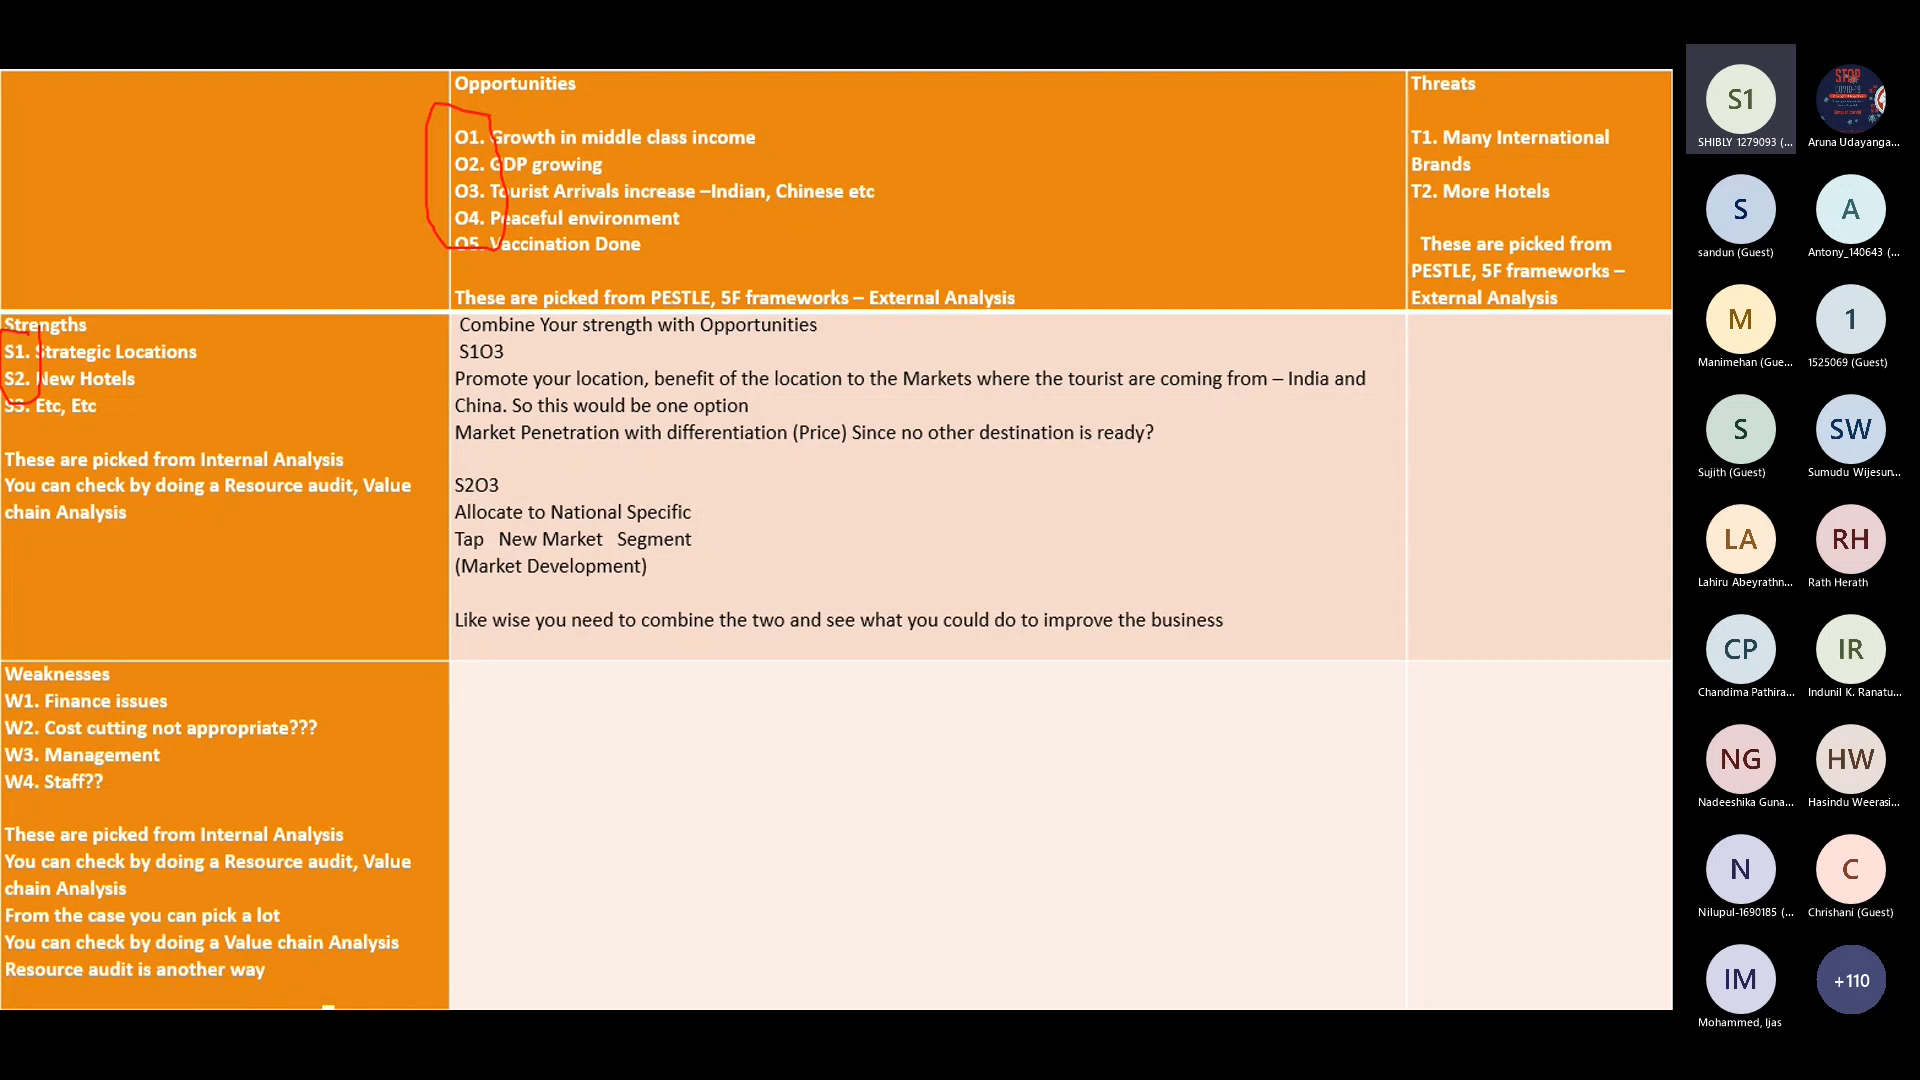 Opportunities
O1. Growth in middle class income
O2. GDP growing
O3. Tourist Arrivals increase –Indian, Chinese etc
O4. Peaceful environment
O5. Vaccination Done
These are picked from PESTLE, 5F frameworks – External Analysis
Threats
T1. Many International
Brands
T2. More Hotels
These are picked from
PESTLE, 5F frameworks –
External Analysis
Strengths
S1. Strategic Locations
S2. New Hotels
S3. Etc, Etc
These are picked from Internal Analysis
You can check by doing a Resource audit, Value
chain Analysis
Combine Your strength with Opportunities
S1O3
Promote your location, benefit of the location to the Markets where the tourist are coming from – India and
China. So this would be one option
Market Penetration with differentiation (Price) Since no other destination is ready?
S2O3
Allocate to National Specific
Tap New Market Segment
(Market Development)
Like wise you need to combine the two and see what you could do to improve the business
Weaknesses
W1. Finance issues
W2. Cost cutting not appropriate???
W3. Management
W4. Staff??
These are picked from Internal Analysis
You can check by doing a Resource audit, Value
chain Analysis
From the case you can pick a lot
You can check by doing a Value chain Analysis
Resource audit is another way
S1
SHIBLY 1279093 (...
STOP
COVID-19
Aruna Udayanga...
S
sandun (Guest)
A
Antony_140643 (...
M
Manimehan (Gue...
1
1525069 (Guest)
S
Sujith (Guest)
SW
Sumudu Wijesun...
LA
Lahiru Abeyrathn...
RH
Rath Herath
CP
Chandima Pathira...
IR
Indunil K. Ranatu...
NG
Nadeeshika Guna...
HW
Hasindu Weerasi...
N
Nilupul-1690185 (...
C
Chrishani (Guest)
IM
Mohammed, Ijas
+110